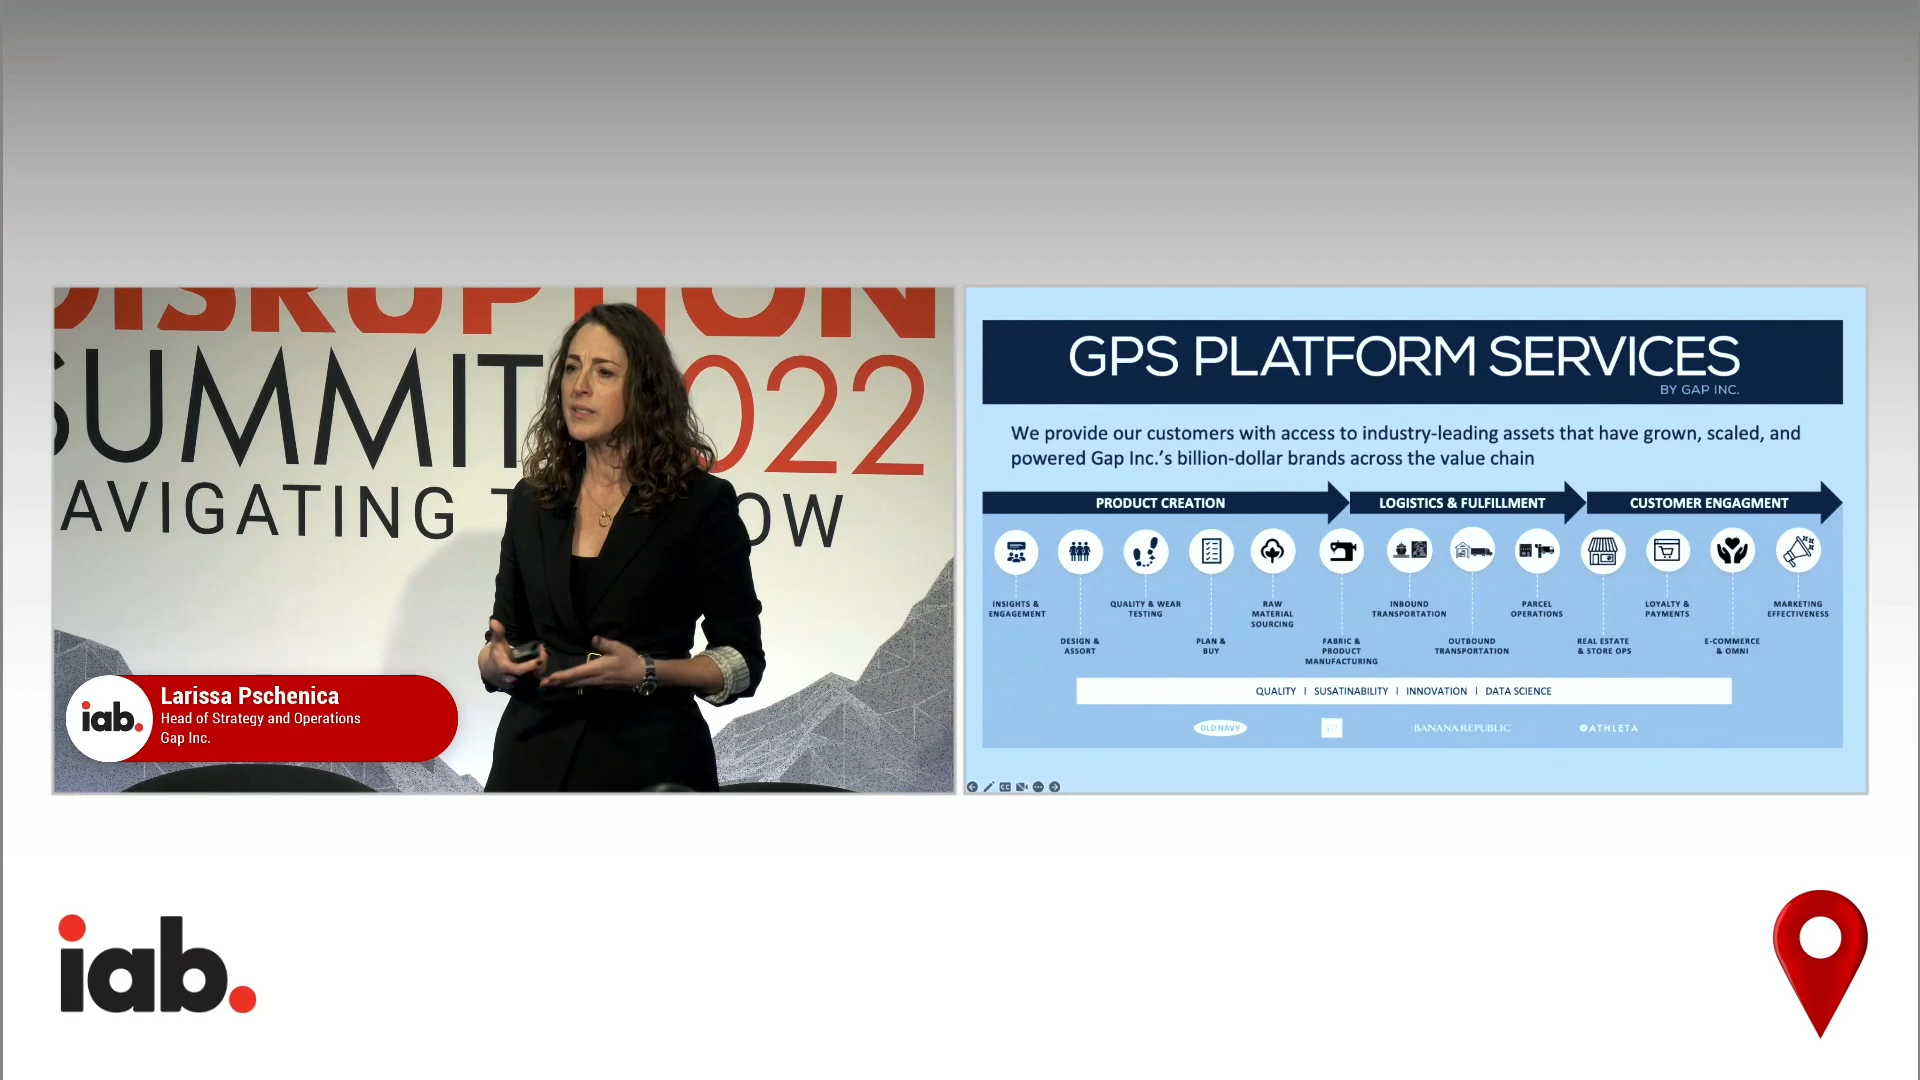 DISRUPTION
SUMMIT 2022
AVIGATING T OW
iab.
Larissa Pschenica
Head of Strategy and Operations
Gap Inc.
GPS PLATFORM SERVICES
BY GAP INC.
We provide our customers with access to industry-leading assets that have grown, scaled, and
powered Gap Inc.'s billion-dollar brands across the value chain
PRODUCT CREATION
LOGISTICS & FULFILLMENT
CUSTOMER ENGAGMENT
INSIGHTS &
ENGAGEMENT
DESIGN &
ASSORT
QUALITY & WEAR
TESTING
PLAN &
BUY
RAW
MATERIAL
SOURCING
FABRIC &
PRODUCT
MANUFACTURING
INBOUND
TRANSPORTATION
OUTBOUND
TRANSPORTATION
PARCEL
OPERATIONS
REAL ESTATE
& STORE OPS
LOYALTY &
PAYMENTS
E-COMMERCE
& OMNI
MARKETING
EFFECTIVENESS
QUALITY | SUSATINABILITY | INNOVATION | DATA SCIENCE
OLD NAVY
BANANA REPUBLIC
ATHLETA
iab.